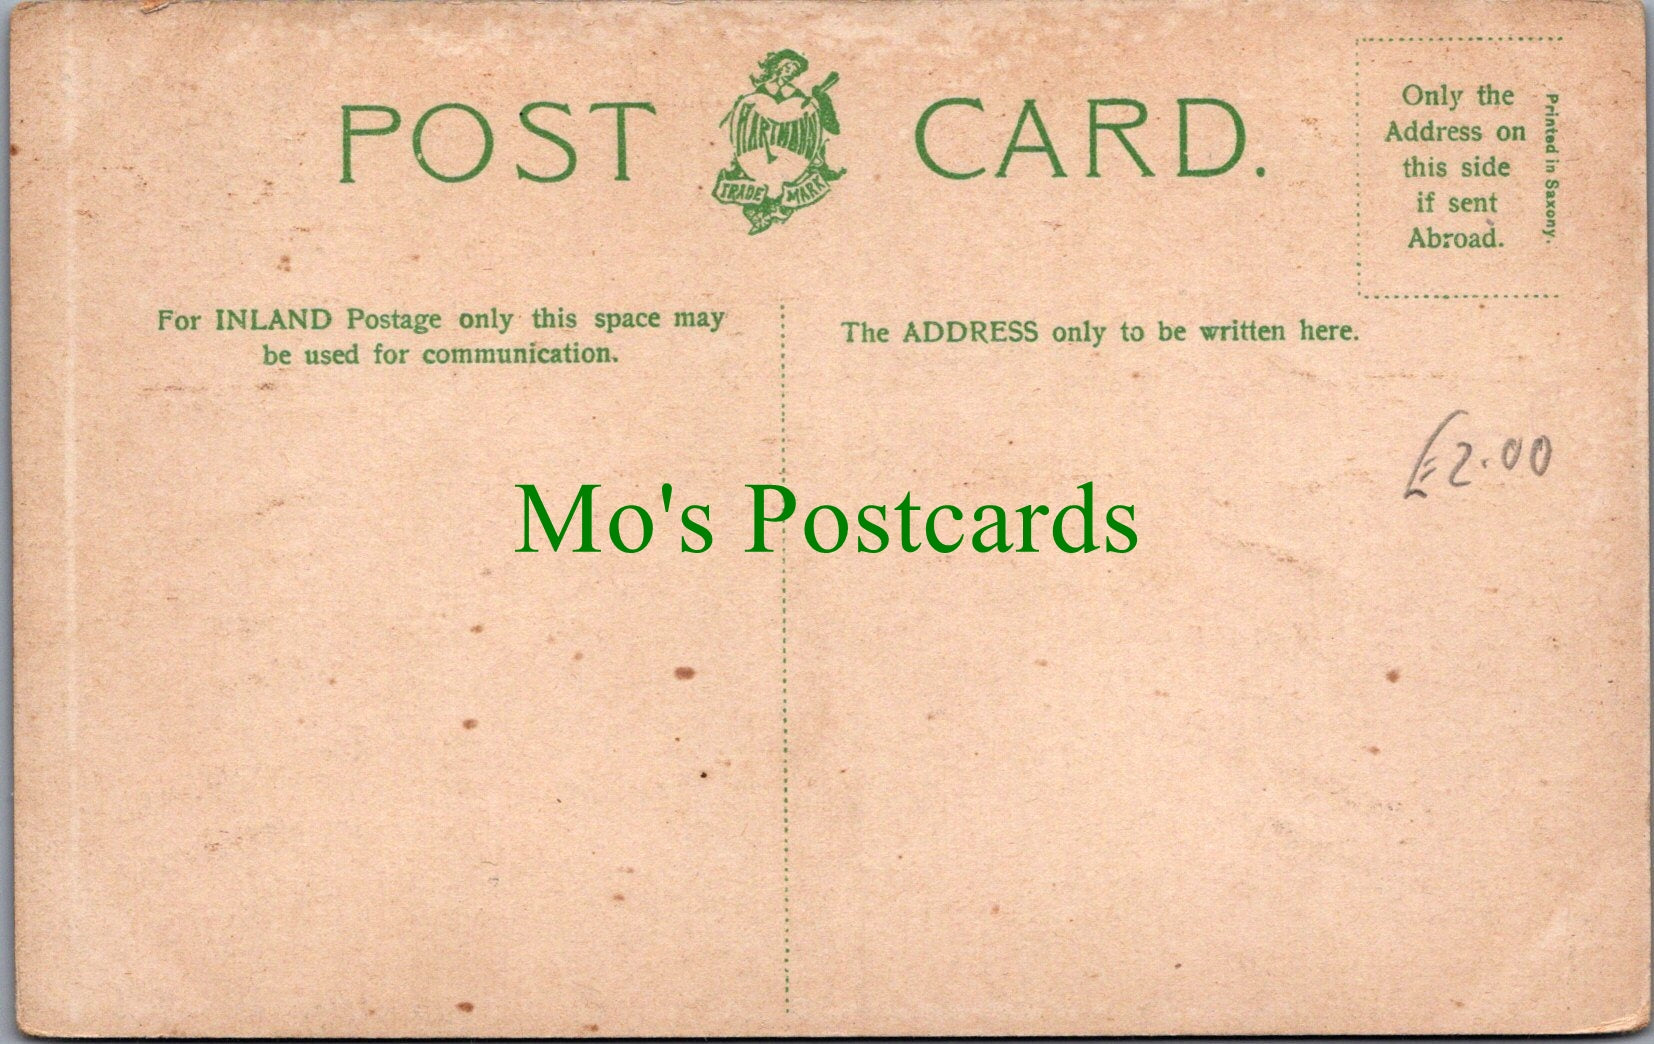 POST CARD.
HARTMANN
TRADE MARK
Only the
Address on
this side
if sent
Abroad.
Printed in Saxony.
For INLAND Postage only this space may
be used for communication.
The ADDRESS only to be written here.
£2.00
Mo's Postcards